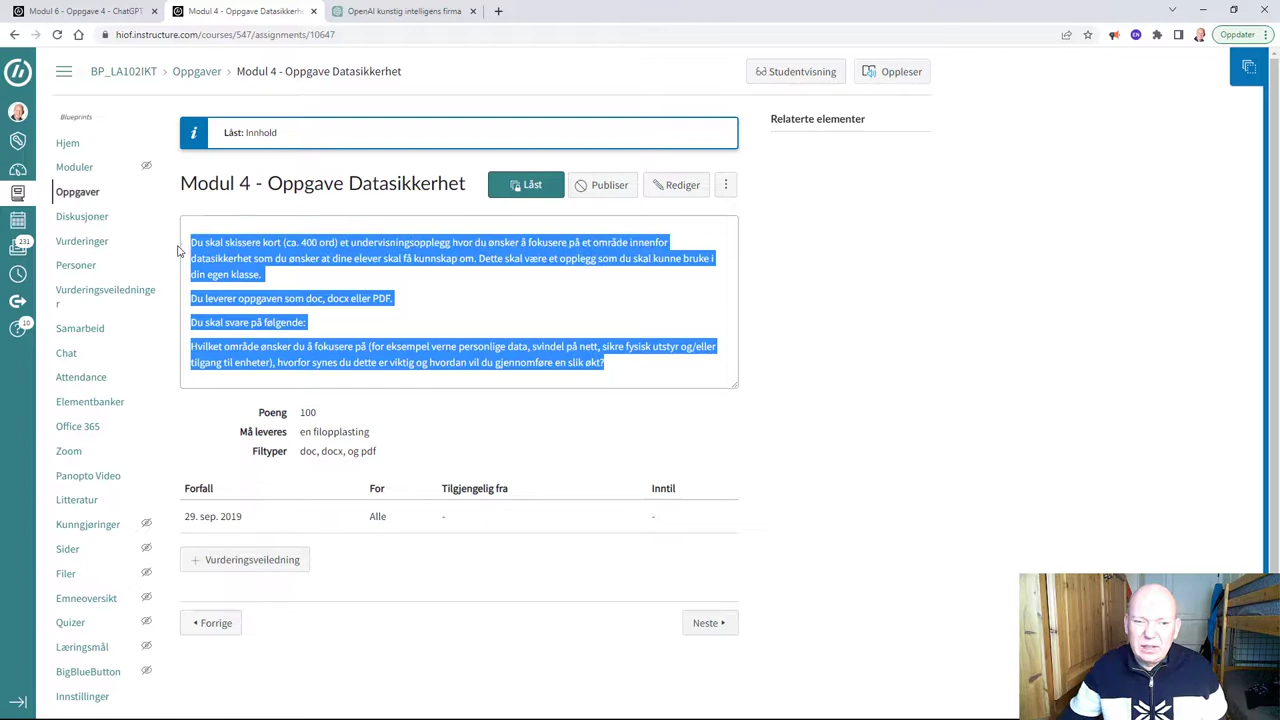 Modul 6 - Oppgave 4 - ChatGPT
Modul 4 - Oppgave Datasikkerhet
OpenAI kunstig intelligens forma
hiof.instructure.com/courses/547/assignments/10647
Oppdater
BP_LA102IKT > Oppgaver > Modul 4 - Oppgave Datasikkerhet
Studentvisning
Oppleser
Blueprints
Hjem
Moduler
Oppgaver
Diskusjoner
Vurderinger
Personer
Vurderingsveiledninge
r
Samarbeid
Chat
Attendance
Elementbanker
Office 365
Zoom
Panopto Video
Litteratur
Kunngjøringer
Sider
Filer
Emneoversikt
Quizer
Læringsmål
BigBlueButton
Innstillinger
231
10
Låst: Innhold
Modul 4 - Oppgave Datasikkerhet
Låst
Publiser
Rediger
Du skal skissere kort (ca. 400 ord) et undervisningsopplegg hvor du ønsker å fokusere på et område innenfor
datasikkerhet som du ønsker at dine elever skal få kunnskap om. Dette skal være et opplegg som du skal kunne bruke i
din egen klasse.
Du leverer oppgaven som doc, docx eller PDF.
Du skal svare på følgende:
Hvilket område ønsker du å fokusere på (for eksempel verne personlige data, svindel på nett, sikre fysisk utstyr og/eller
tilgang til enheter), hvorfor synes du dette er viktig og hvordan vil du gjennomføre en slik økt?
Poeng 100
Må leveres en filopplasting
Filtyper doc, docx, og pdf
Forfall For Tilgjengelig fra Inntil
29. sep. 2019 Alle - -
+ Vurderingsveiledning
Forrige
Neste
Relaterte elementer